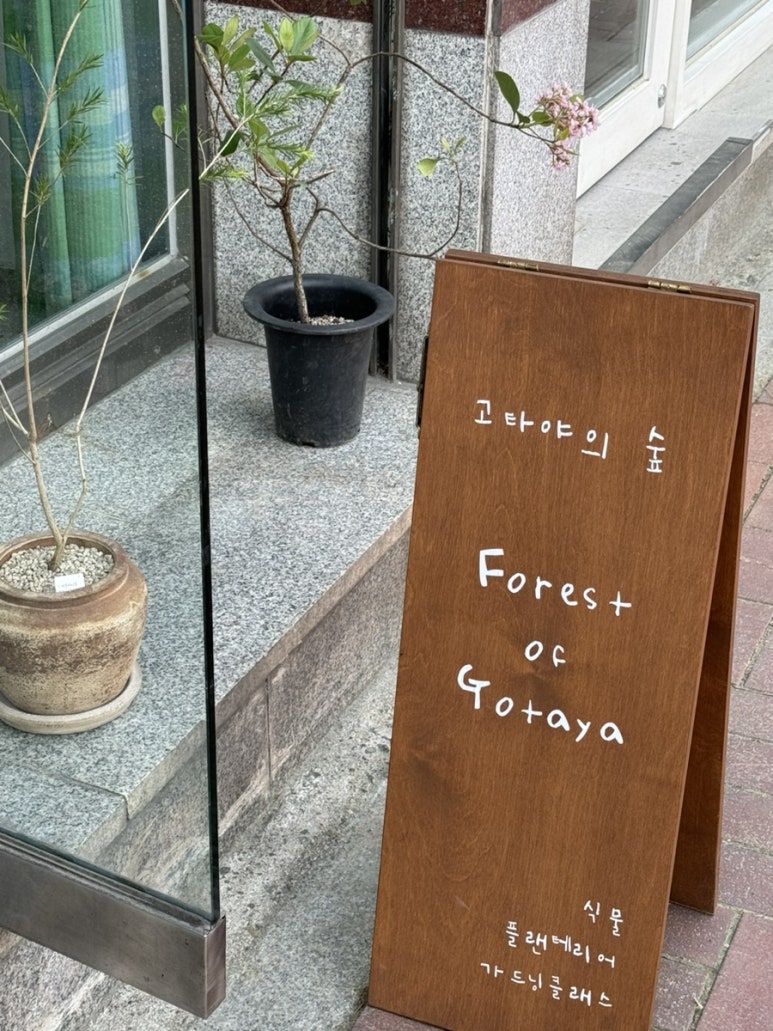 고타야의 숲
Forest
of
Gotaya
식물
플랜테리어
가드닝클래스